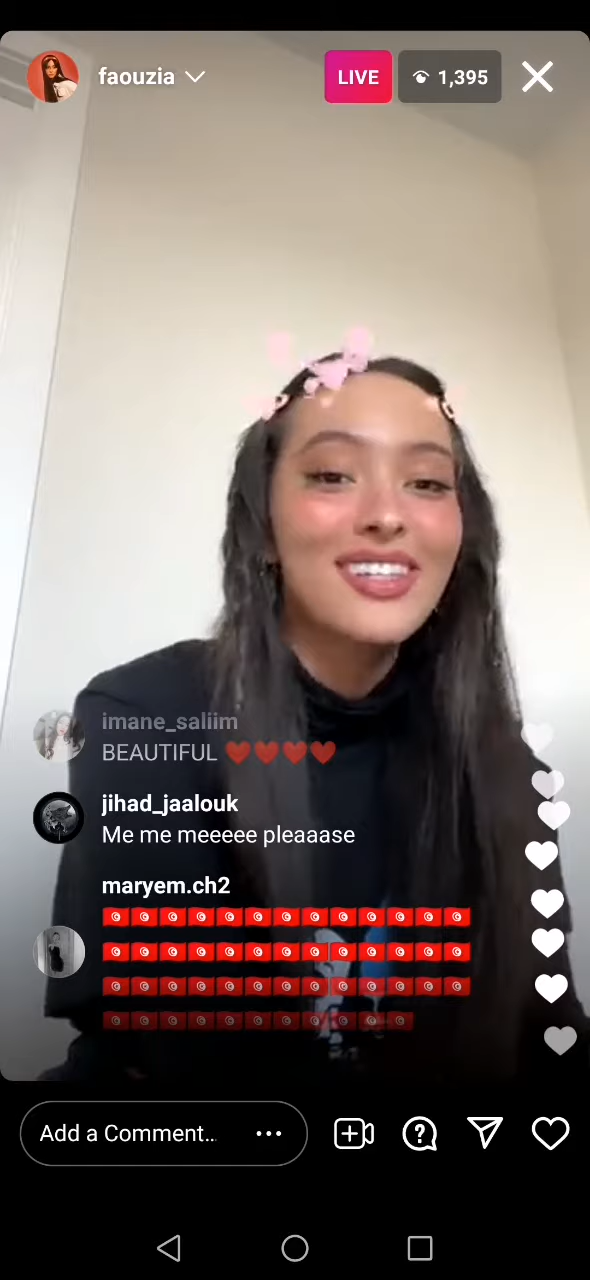 faouzia
LIVE
1,395
imane_saliim
BEAUTIFUL ❤️❤️❤️❤️
jihad_jaalouk
Me me meeeee pleaaase
maryem.ch2
🇹🇳🇹🇳🇹🇳🇹🇳🇹🇳🇹🇳🇹🇳🇹🇳🇹🇳🇹🇳🇹🇳🇹🇳🇹🇳
🇹🇳🇹🇳🇹🇳🇹🇳🇹🇳🇹🇳🇹🇳🇹🇳🇹🇳🇹🇳🇹🇳🇹🇳🇹🇳
🇹🇳🇹🇳🇹🇳🇹🇳🇹🇳🇹🇳🇹🇳🇹🇳🇹🇳🇹🇳🇹🇳🇹🇳🇹🇳
🇹🇳🇹🇳🇹🇳🇹🇳🇹🇳🇹🇳🇹🇳🇹🇳🇹🇳🇹🇳🇹🇳
Add a Comment...